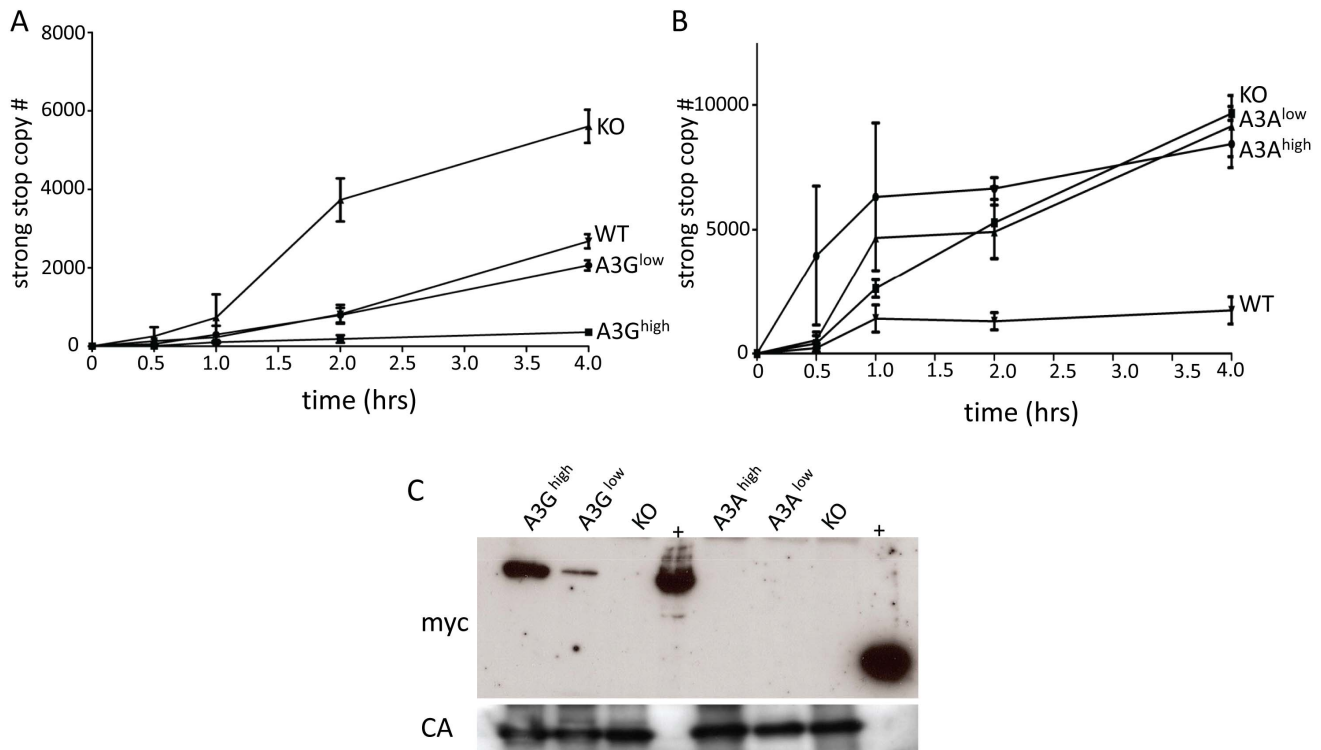 A
8000
6000
4000
2000
0
strong stop copy #
KO
WT
A3Glow
A3Ghigh
0 0.5 1.0 1.5 2.0 2.5 3.0 3.5 4.0
time (hrs)
B
10000
5000
0
strong stop copy #
KO
A3Alow
A3Ahigh
WT
0 0.5 1.0 1.5 2.0 2.5 3.0 3.5 4.0
time (hrs)
C
A3G high A3G low KO + A3A high A3A low KO +
myc
CA